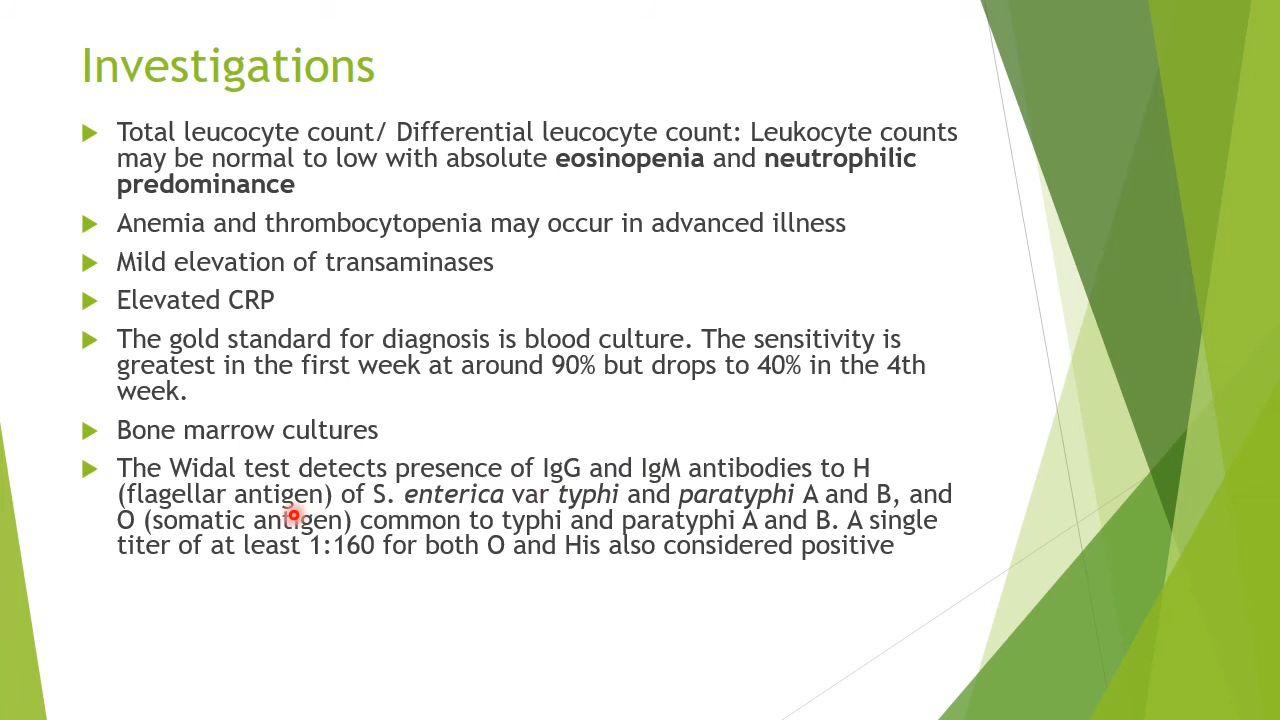 Investigations
Total leucocyte count/ Differential leucocyte count: Leukocyte counts
may be normal to low with absolute eosinopenia and neutrophilic
predominance
Anemia and thrombocytopenia may occur in advanced illness
Mild elevation of transaminases
Elevated CRP
The gold standard for diagnosis is blood culture. The sensitivity is
greatest in the first week at around 90% but drops to 40% in the 4th
week.
Bone marrow cultures
The Widal test detects presence of IgG and IgM antibodies to H
(flagellar antigen) of S. enterica var typhi and paratyphi A and B, and
O (somatic antigen) common to typhi and paratyphi A and B. A single
titer of at least 1:160 for both O and His also considered positive